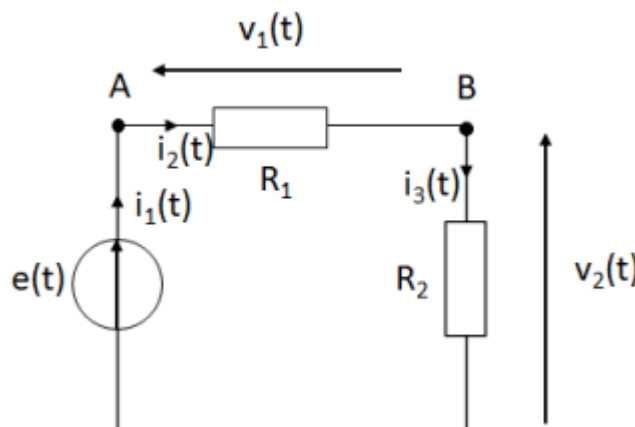 v₁(t)
A
B
i₂(t)
R₁
i₃(t)
i₁(t)
e(t)
R₂
v₂(t)